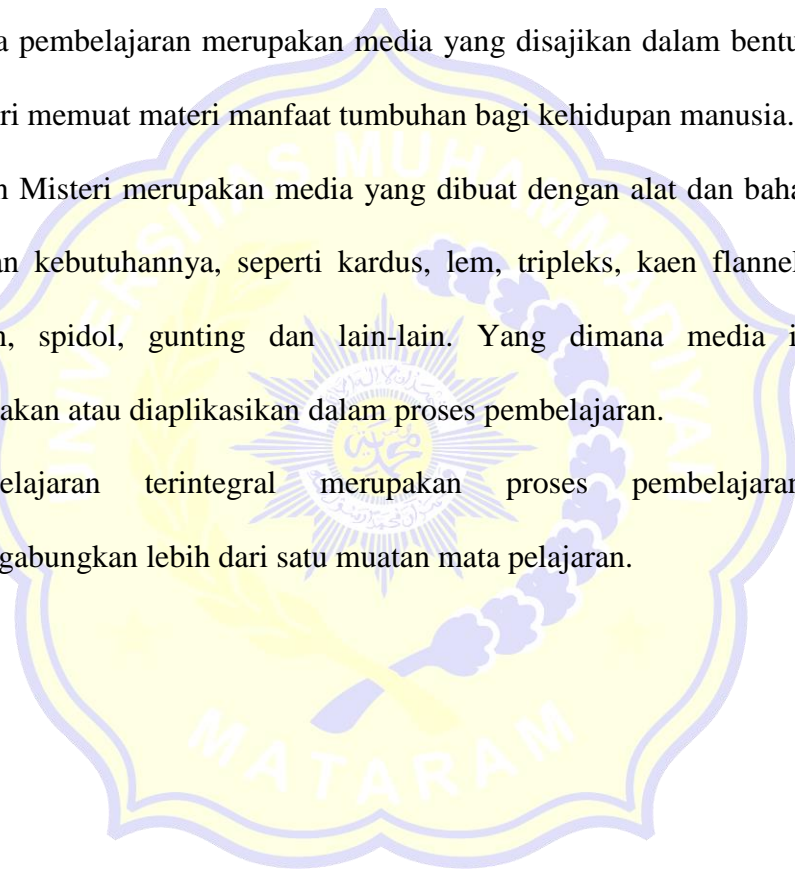 a pembelajaran merupakan media yang disajikan dalam bentu
ri memuat materi manfaat tumbuhan bagi kehidupan manusia.
n Misteri merupakan media yang dibuat dengan alat dan baha
an kebutuhannya, seperti kardus, lem, tripleks, kaen flannel
n, spidol, gunting dan lain-lain. Yang dimana media i
akan atau diaplikasikan dalam proses pembelajaran.
elajaran terintegral merupakan proses pembelajaran
gabungkan lebih dari satu muatan mata pelajaran.
UNIVERSITAS MUHAMMADIYAH
MATARAM